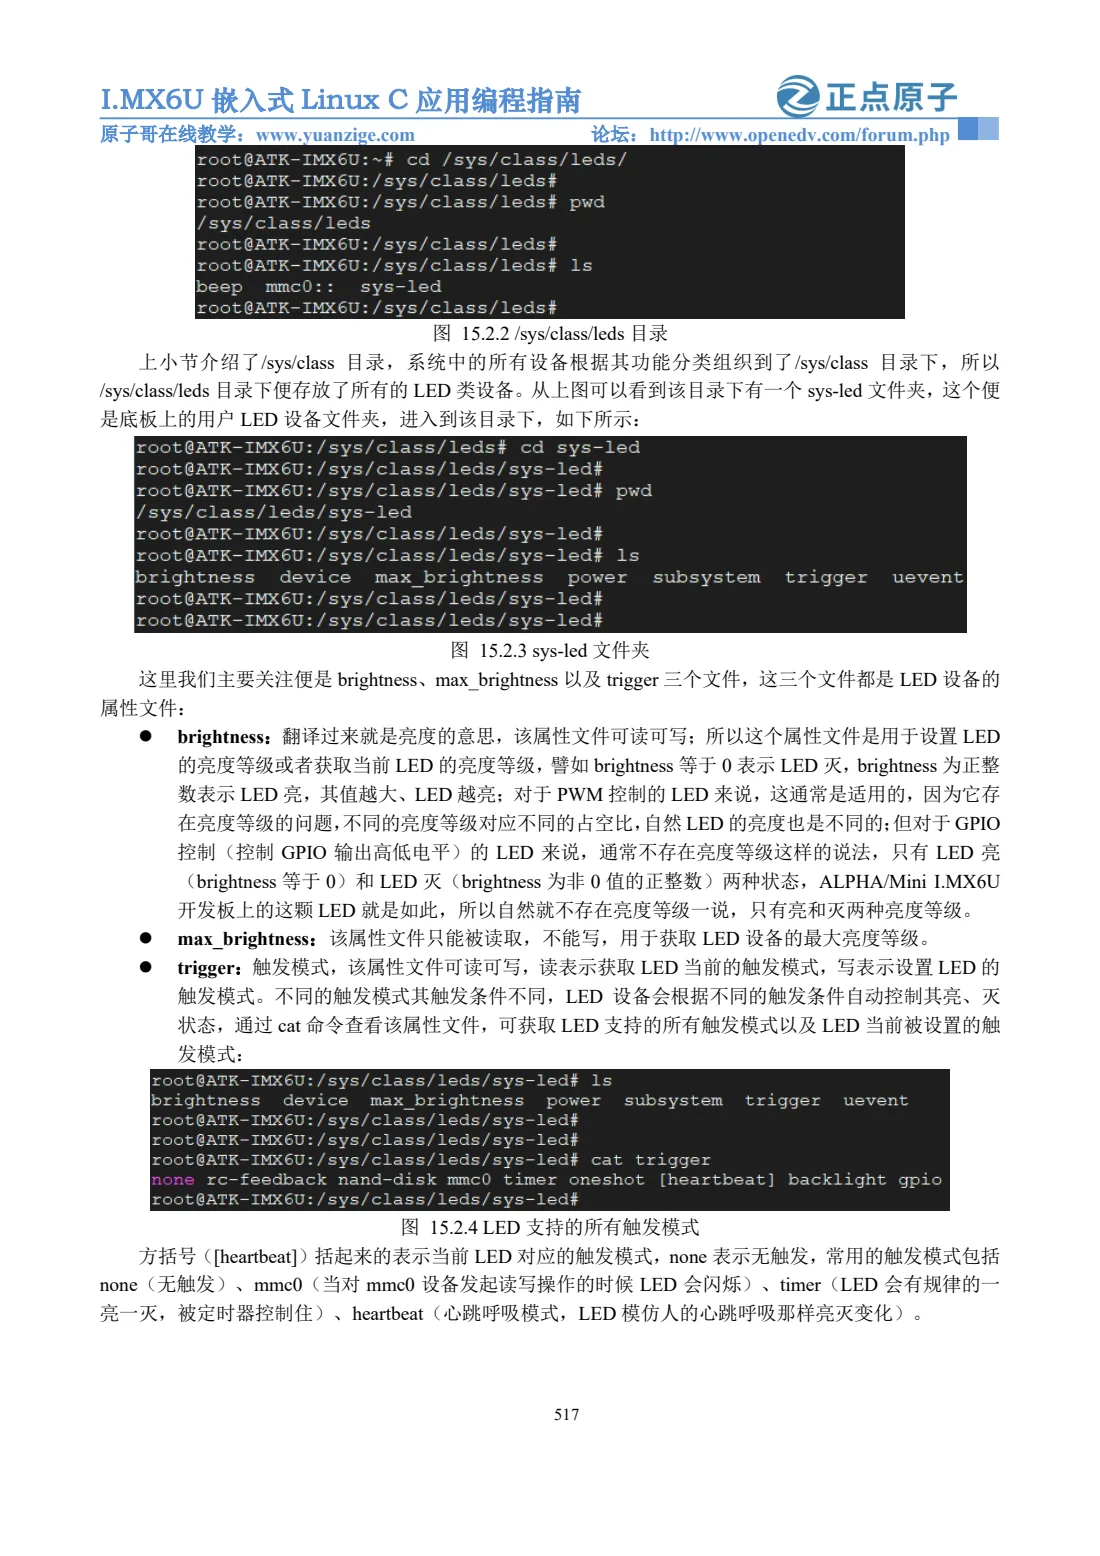 I.MX6U 嵌入式 Linux C 应用编程指南
正点原子
原子哥在线教学：www.yuanzige.com 论坛：http://www.openedv.com/forum.php
root@ATK-IMX6U:~# cd /sys/class/leds/
root@ATK-IMX6U:/sys/class/leds#
root@ATK-IMX6U:/sys/class/leds# pwd
/sys/class/leds
root@ATK-IMX6U:/sys/class/leds#
root@ATK-IMX6U:/sys/class/leds# ls
beep  mmc0::  sys-led
root@ATK-IMX6U:/sys/class/leds#
图 15.2.2 /sys/class/leds 目录
上小节介绍了/sys/class 目录，系统中的所有设备根据其功能分类组织到了/sys/class 目录下，所以
/sys/class/leds 目录下便存放了所有的 LED 类设备。从上图可以看到该目录下有一个 sys-led 文件夹，这个便
是底板上的用户 LED 设备文件夹，进入到该目录下，如下所示：
root@ATK-IMX6U:/sys/class/leds# cd sys-led
root@ATK-IMX6U:/sys/class/leds/sys-led#
root@ATK-IMX6U:/sys/class/leds/sys-led# pwd
/sys/class/leds/sys-led
root@ATK-IMX6U:/sys/class/leds/sys-led#
root@ATK-IMX6U:/sys/class/leds/sys-led# ls
brightness  device  max_brightness  power  subsystem  trigger  uevent
root@ATK-IMX6U:/sys/class/leds/sys-led#
root@ATK-IMX6U:/sys/class/leds/sys-led#
图 15.2.3 sys-led 文件夹
这里我们主要关注便是 brightness、max_brightness 以及 trigger 三个文件，这三个文件都是 LED 设备的
属性文件：
● brightness：翻译过来就是亮度的意思，该属性文件可读可写；所以这个属性文件是用于设置 LED
的亮度等级或者获取当前 LED 的亮度等级，譬如 brightness 等于 0 表示 LED 灭，brightness 为正整
数表示 LED 亮，其值越大、LED 越亮；对于 PWM 控制的 LED 来说，这通常是适用的，因为它存
在亮度等级的问题，不同的亮度等级对应不同的占空比，自然 LED 的亮度也是不同的；但对于 GPIO
控制（控制 GPIO 输出高低电平）的 LED 来说，通常不存在亮度等级这样的说法，只有 LED 亮
（brightness 等于 0）和 LED 灭（brightness 为非 0 值的正整数）两种状态，ALPHA/Mini I.MX6U
开发板上的这颗 LED 就是如此，所以自然就不存在亮度等级一说，只有亮和灭两种亮度等级。
● max_brightness：该属性文件只能被读取，不能写，用于获取 LED 设备的最大亮度等级。
● trigger：触发模式，该属性文件可读可写，读表示获取 LED 当前的触发模式，写表示设置 LED 的
触发模式。不同的触发模式其触发条件不同，LED 设备会根据不同的触发条件自动控制其亮、灭
状态，通过 cat 命令查看该属性文件，可获取 LED 支持的所有触发模式以及 LED 当前被设置的触
发模式：
root@ATK-IMX6U:/sys/class/leds/sys-led# ls
brightness  device  max_brightness  power  subsystem  trigger  uevent
root@ATK-IMX6U:/sys/class/leds/sys-led#
root@ATK-IMX6U:/sys/class/leds/sys-led#
root@ATK-IMX6U:/sys/class/leds/sys-led# cat trigger
none rc-feedback nand-disk mmc0 timer oneshot [heartbeat] backlight gpio
root@ATK-IMX6U:/sys/class/leds/sys-led#
图 15.2.4 LED 支持的所有触发模式
方括号（[heartbeat]）括起来的表示当前 LED 对应的触发模式，none 表示无触发，常用的触发模式包括
none（无触发）、mmc0（当对 mmc0 设备发起读写操作的时候 LED 会闪烁）、timer（LED 会有规律的一
亮一灭，被定时器控制住）、heartbeat（心跳呼吸模式，LED 模仿人的心跳呼吸那样亮灭变化）。
517